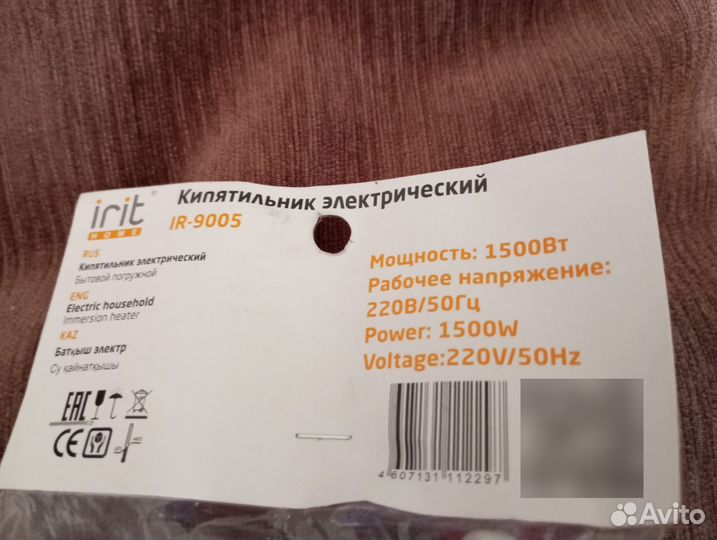 irit
HOME
Кипятильник электрический
IR-9005
RUS
Кипятильник электрический
Бытовой погружной
ENG
Electric household
Immersion heater
KAZ
Батқыш электр
Су қайнатқышы
Мощность: 1500Вт
Рабочее напряжение:
220В/50Гц
Power: 1500W
Voltage:220V/50Hz
EAC
CE
4 607131 112297
Avito